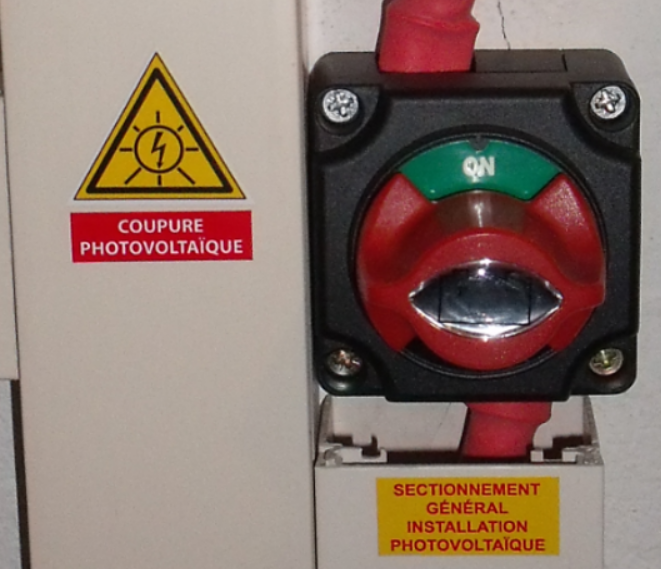 COUPURE
PHOTOVOLTAÏQUE
ON
SECTIONNEMENT
GÉNÉRAL
INSTALLATION
PHOTOVOLTAÏQUE